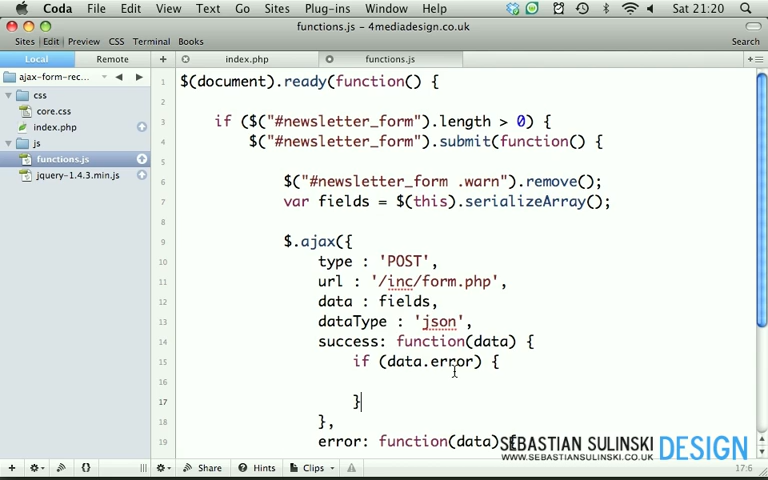 Coda File Edit View Text Go Sites Plug-ins Window Help Sat 21:20
functions.js - 4mediadesign.co.uk
Sites Edit Preview CSS Terminal Books Search
Local Remote index.php functions.js
ajax-form-rec...
css
core.css
index.php
js
functions.js
jquery-1.4.3.min.js
1 $(document).ready(function() {
2
3 if ($("#newsletter_form").length > 0) {
4 $("#newsletter_form").submit(function() {
5
6 $("#newsletter_form .warn").remove();
7 var fields = $(this).serializeArray();
8
9 $.ajax({
10 type : 'POST',
11 url : '/inc/form.php',
12 data : fields,
13 dataType : 'json',
14 success: function(data) {
15 if (data.error) {
16
17 }
18 },
19 error: function(data) {
SEBASTIAN SULINSKI DESIGN
WWW.SEBASTIANSULINSKI.CO.UK
Share Hints Clips 17:6